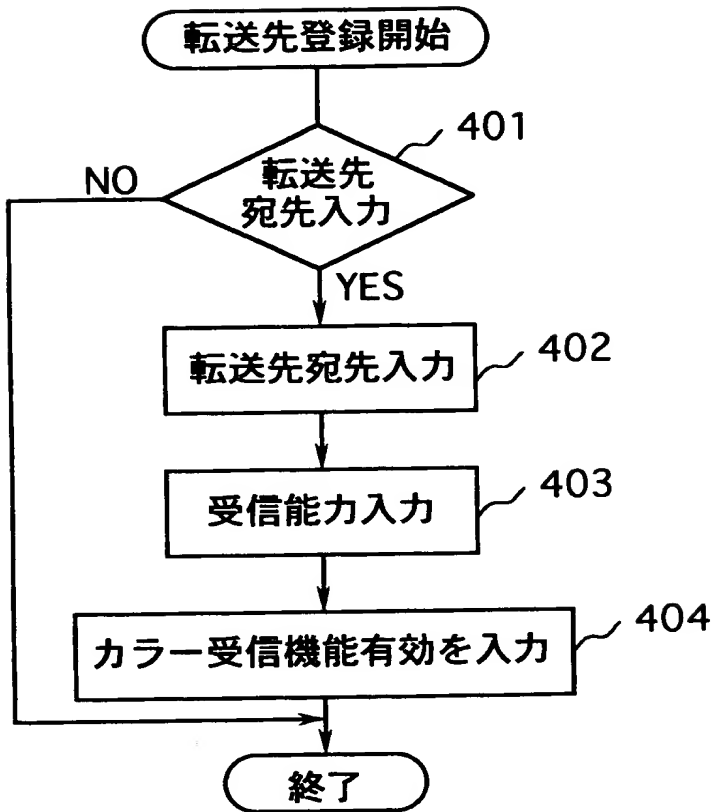 転送先登録開始
401
転送先
宛先入力
NO
YES
転送先宛先入力
402
受信能力入力
403
カラー受信機能有効を入力
404
終了